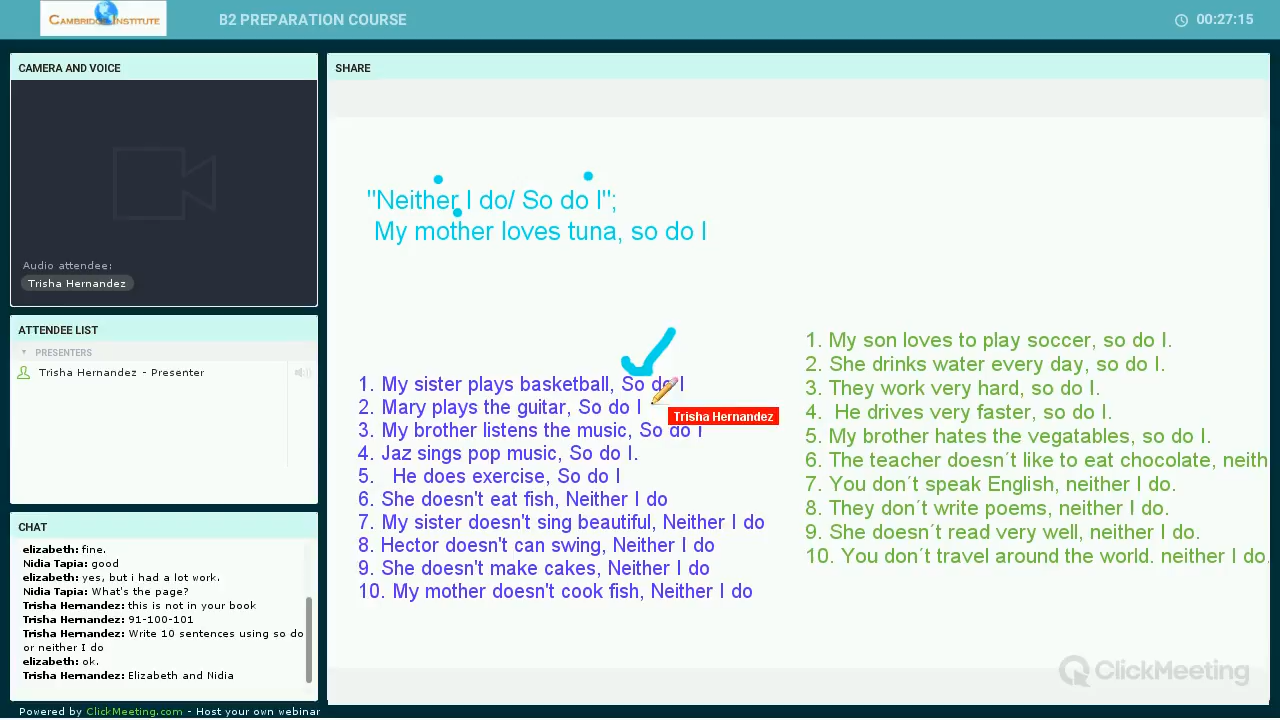 CAMBRIDGE INSTITUTE
B2 PREPARATION COURSE
00:27:15
CAMERA AND VOICE
Audio attendee:
Trisha Hernandez
ATTENDEE LIST
PRESENTERS
Trisha Hernandez - Presenter
CHAT
elizabeth: fine.
Nidia Tapia: good
elizabeth: yes, but i had a lot work.
Nidia Tapia: What's the page?
Trisha Hernandez: this is not in your book
Trisha Hernandez: 91-100-101
Trisha Hernandez: Write 10 sentences using so do
or neither I do
elizabeth: ok.
Trisha Hernandez: Elizabeth and Nidia
Powered by ClickMeeting.com - Host your own webinar
SHARE
"Neither I do/ So do I";
My mother loves tuna, so do I
1. My sister plays basketball, So do I
2. Mary plays the guitar, So do I
Trisha Hernandez
3. My brother listens the music, So do I
4. Jaz sings pop music, So do I.
5. He does exercise, So do I
6. She doesn't eat fish, Neither I do
7. My sister doesn't sing beautiful, Neither I do
8. Hector doesn't can swing, Neither I do
9. She doesn't make cakes, Neither I do
10. My mother doesn't cook fish, Neither I do
1. My son loves to play soccer, so do I.
2. She drinks water every day, so do I.
3. They work very hard, so do I.
4. He drives very faster, so do I.
5. My brother hates the vegatables, so do I.
6. The teacher doesn´t like to eat chocolate, neith
7. You don´t speak English, neither I do.
8. They don´t write poems, neither I do.
9. She doesn´t read very well, neither I do.
10. You don´t travel around the world. neither I do.
ClickMeeting